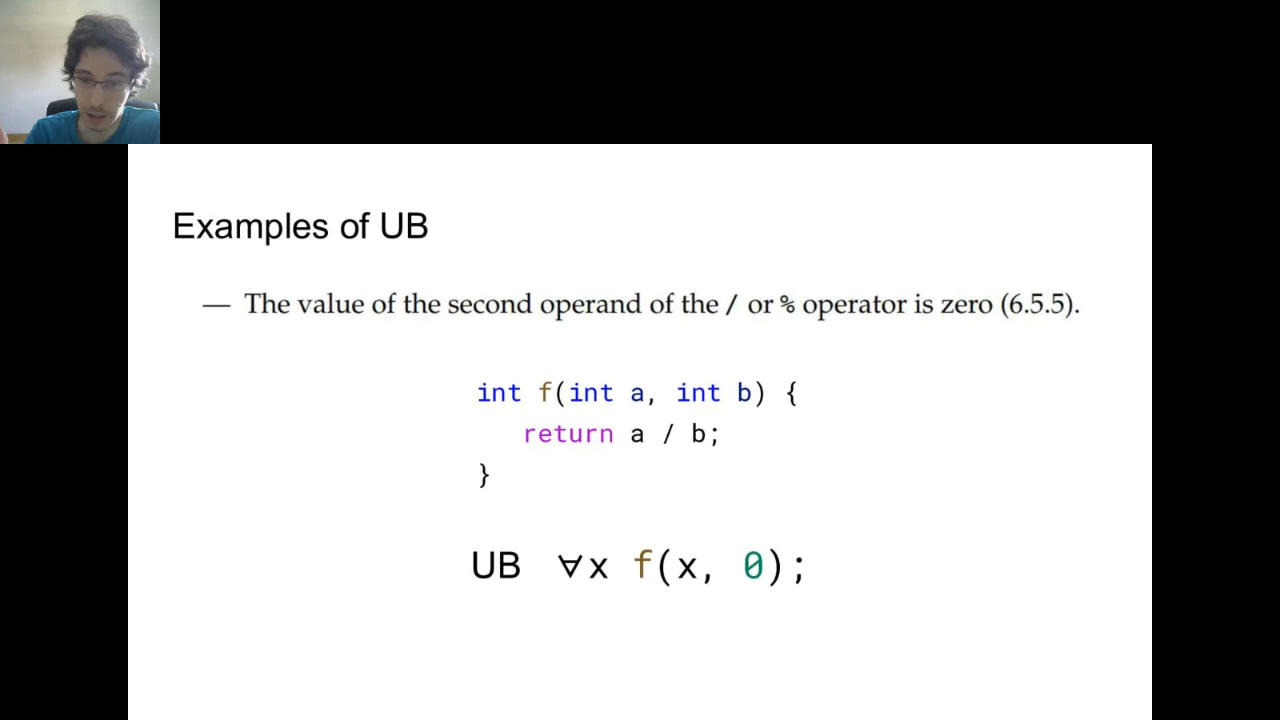 Examples of UB
— The value of the second operand of the / or % operator is zero (6.5.5).
int f(int a, int b) {
return a / b;
}
UB ∀x f(x, 0);